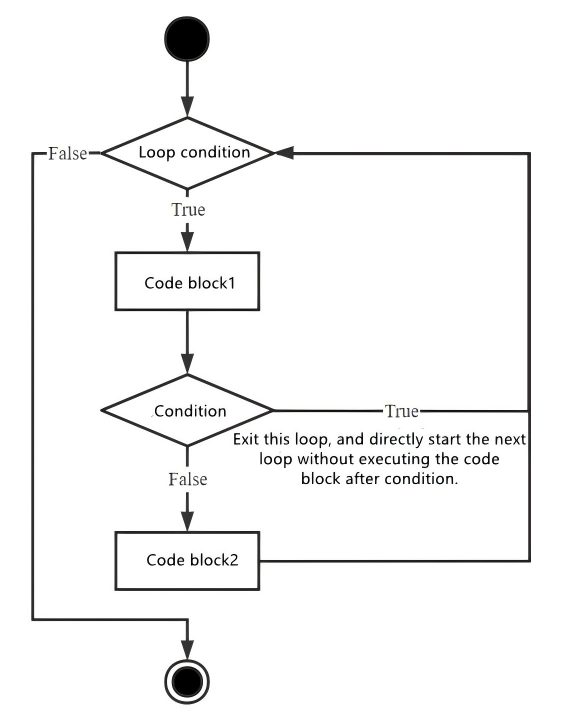 False
Loop condition
True
Code block1
Condition
True
Exit this loop, and directly start the next
loop without executing the code
block after condition.
False
Code block2